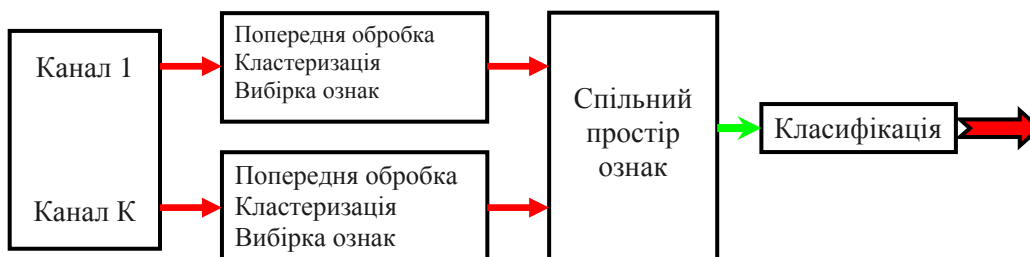 Канал 1
Канал K
Попередня обробка
Кластеризація
Вибірка ознак
Попередня обробка
Кластеризація
Вибірка ознак
Спільний
простір
ознак
Класифікація